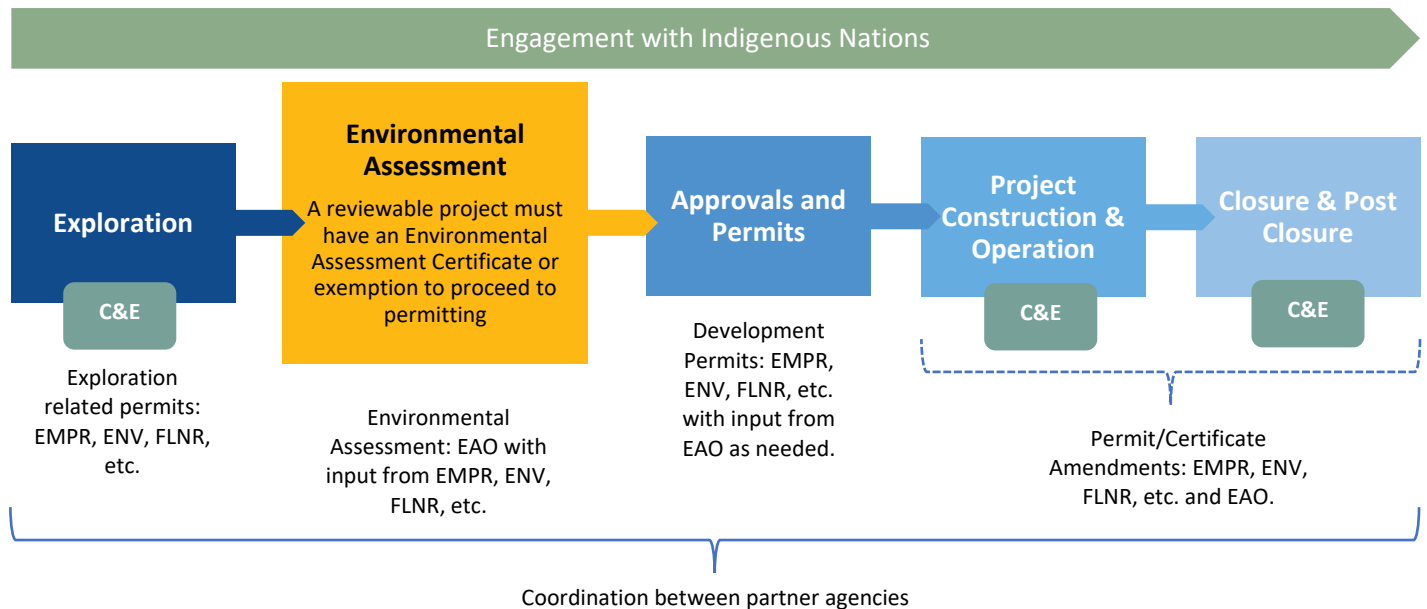 Engagement with Indigenous Nations
Exploration
C&E
Exploration
related permits:
EMPR, ENV, FLNR,
etc.
Environmental
Assessment
A reviewable project must
have an Environmental
Assessment Certificate or
exemption to proceed to
permitting
Environmental
Assessment: EAO with
input from EMPR, ENV,
FLNR, etc.
Approvals and
Permits
Development
Permits: EMPR,
ENV, FLNR, etc.
with input from
EAO as needed.
Project
Construction &
Operation
C&E
Closure & Post
Closure
C&E
Permit/Certificate
Amendments: EMPR, ENV,
FLNR, etc. and EAO.
Coordination between partner agencies